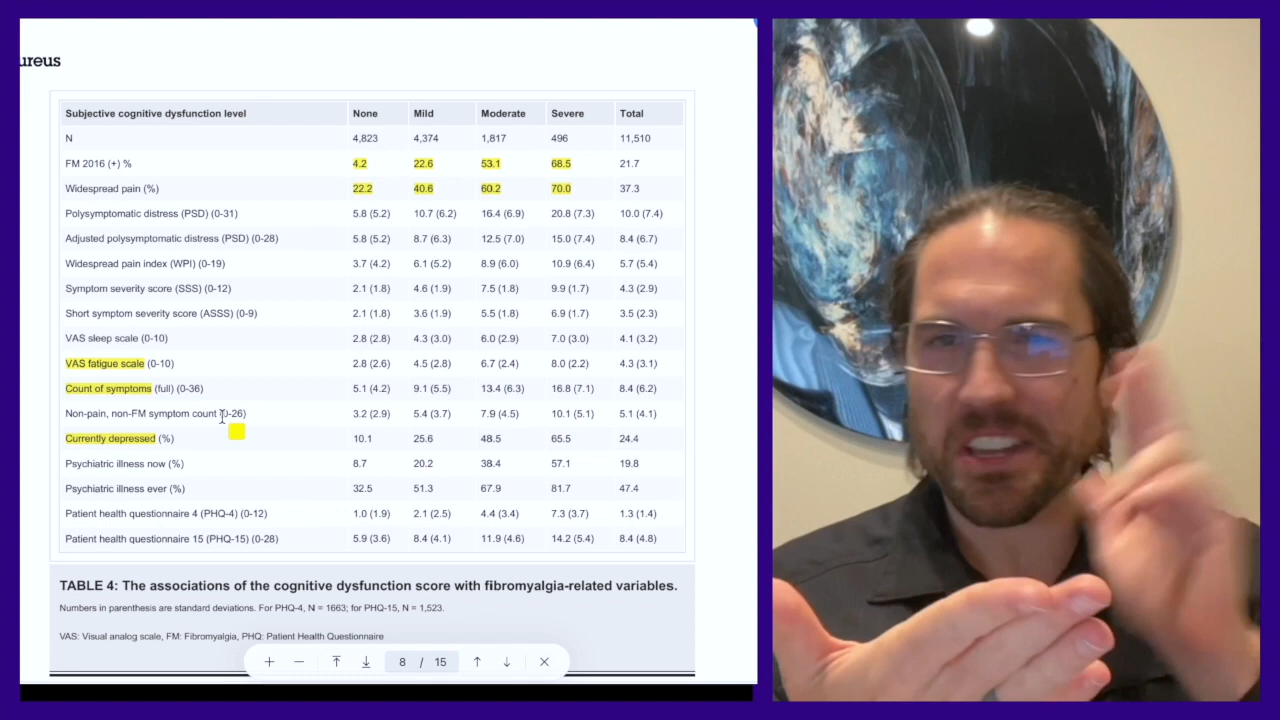 ureus
Subjective cognitive dysfunction level None Mild Moderate Severe Total
N 4,823 4,374 1,817 496 11,510
FM 2016 (+) % 4.2 22.6 53.1 68.5 21.7
Widespread pain (%) 22.2 40.6 60.2 70.0 37.3
Polysymptomatic distress (PSD) (0-31) 5.8 (5.2) 10.7 (6.2) 16.4 (6.9) 20.8 (7.3) 10.0 (7.4)
Adjusted polysymptomatic distress (PSD) (0-28) 5.8 (5.2) 8.7 (6.3) 12.5 (7.0) 15.0 (7.4) 8.4 (6.7)
Widespread pain index (WPI) (0-19) 3.7 (4.2) 6.1 (5.2) 8.9 (6.0) 10.9 (6.4) 5.7 (5.4)
Symptom severity score (SSS) (0-12) 2.1 (1.8) 4.6 (1.9) 7.5 (1.8) 9.9 (1.7) 4.3 (2.9)
Short symptom severity score (ASSS) (0-9) 2.1 (1.8) 3.6 (1.9) 5.5 (1.8) 6.9 (1.7) 3.5 (2.3)
VAS sleep scale (0-10) 2.8 (2.8) 4.3 (3.0) 6.0 (2.9) 7.0 (3.0) 4.1 (3.2)
VAS fatigue scale (0-10) 2.8 (2.6) 4.5 (2.8) 6.7 (2.4) 8.0 (2.2) 4.3 (3.1)
Count of symptoms (full) (0-36) 5.1 (4.2) 9.1 (5.5) 13.4 (6.3) 16.8 (7.1) 8.4 (6.2)
Non-pain, non-FM symptom count (0-26) 3.2 (2.9) 5.4 (3.7) 7.9 (4.5) 10.1 (5.1) 5.1 (4.1)
Currently depressed (%) 10.1 25.6 48.5 65.5 24.4
Psychiatric illness now (%) 8.7 20.2 38.4 57.1 19.8
Psychiatric illness ever (%) 32.5 51.3 67.9 81.7 47.4
Patient health questionnaire 4 (PHQ-4) (0-12) 1.0 (1.9) 2.1 (2.5) 4.4 (3.4) 7.3 (3.7) 1.3 (1.4)
Patient health questionnaire 15 (PHQ-15) (0-28) 5.9 (3.6) 8.4 (4.1) 11.9 (4.6) 14.2 (5.4) 8.4 (4.8)
TABLE 4: The associations of the cognitive dysfunction score with fibromyalgia-related variables.
Numbers in parenthesis are standard deviations. For PHQ-4, N = 1663; for PHQ-15, N = 1,523.
VAS: Visual analog scale, FM: Fibromyalgia, PHQ: Patient Health Questionnaire
8 / 15